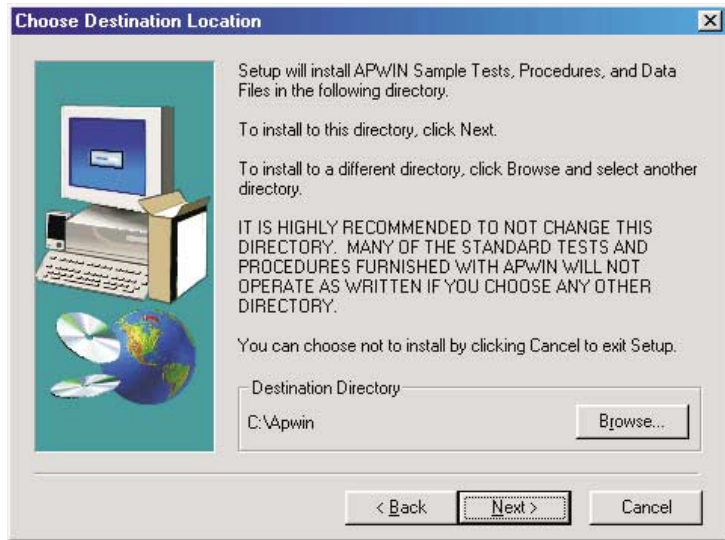 Choose Destination Location
Setup will install APWIN Sample Tests, Procedures, and Data
Files in the following directory.
To install to this directory, click Next.
To install to a different directory, click Browse and select another
directory.
IT IS HIGHLY RECOMMENDED TO NOT CHANGE THIS
DIRECTORY. MANY OF THE STANDARD TESTS AND
PROCEDURES FURNISHED WITH APWIN WILL NOT
OPERATE AS WRITTEN IF YOU CHOOSE ANY OTHER
DIRECTORY.
You can choose not to install by clicking Cancel to exit Setup.
Destination Directory
C:\Apwin
Browse...
< Back
Next >
Cancel